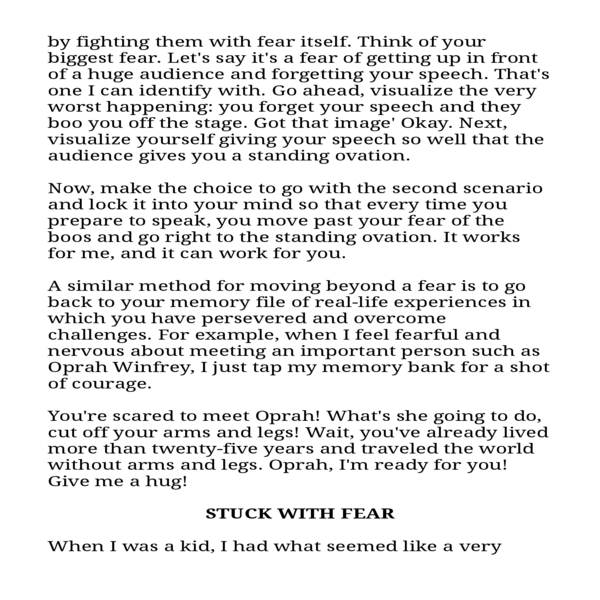 by fighting them with fear itself. Think of your
biggest fear. Let's say it's a fear of getting up in front
of a huge audience and forgetting your speech. That's
one I can identify with. Go ahead, visualize the very
worst happening: you forget your speech and they
boo you off the stage. Got that image' Okay. Next,
visualize yourself giving your speech so well that the
audience gives you a standing ovation.
Now, make the choice to go with the second scenario
and lock it into your mind so that every time you
prepare to speak, you move past your fear of the
boos and go right to the standing ovation. It works
for me, and it can work for you.
A similar method for moving beyond a fear is to go
back to your memory file of real-life experiences in
which you have persevered and overcome
challenges. For example, when I feel fearful and
nervous about meeting an important person such as
Oprah Winfrey, I just tap my memory bank for a shot
of courage.
You're scared to meet Oprah! What's she going to do,
cut off your arms and legs! Wait, you've already lived
more than twenty-five years and traveled the world
without arms and legs. Oprah, I'm ready for you!
Give me a hug!
STUCK WITH FEAR
When I was a kid, I had what seemed like a very